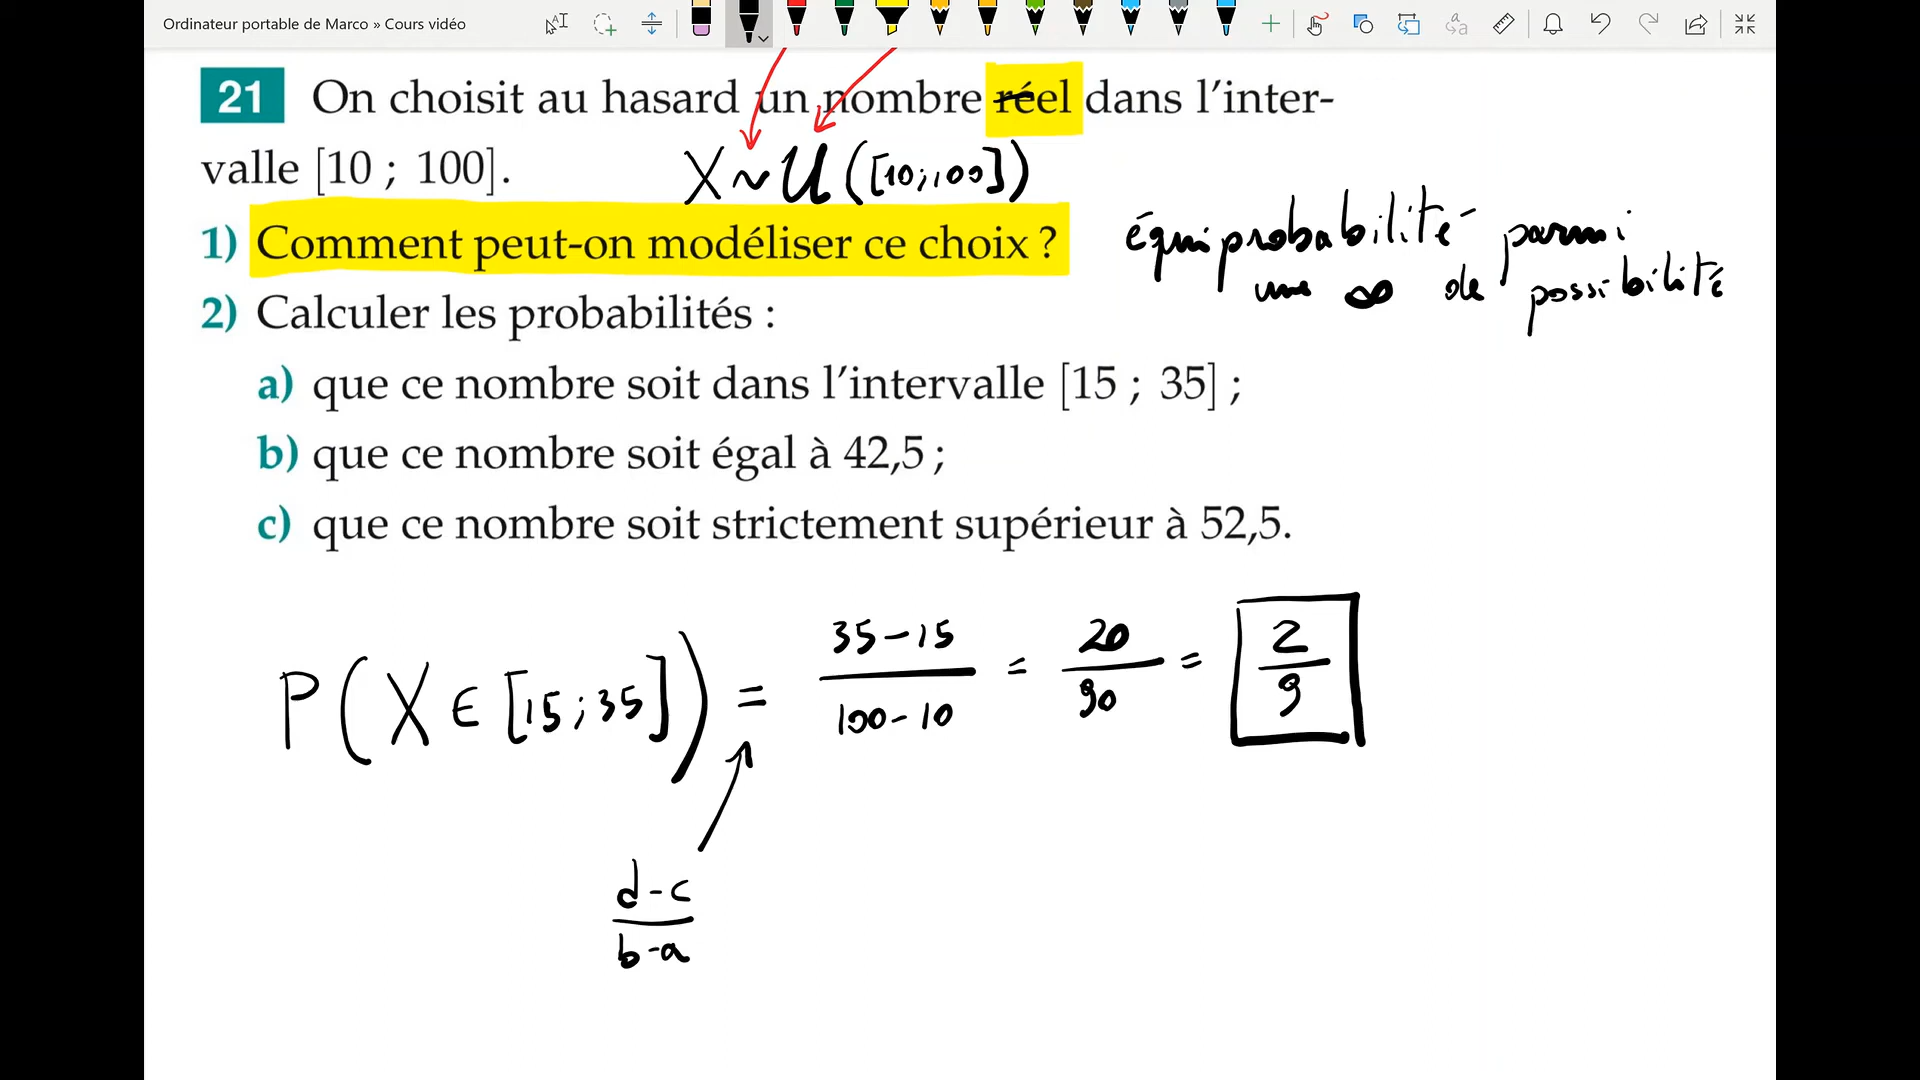 Ordinateur portable de Marco » Cours vidéo
21 On choisit au hasard un nombre réel dans l'inter-
valle [10 ; 100].
X ~ U ([10;100])
1) Comment peut-on modéliser ce choix ?
équiprobabilité parmi
une ∞ de possibilité
2) Calculer les probabilités :
a) que ce nombre soit dans l'intervalle [15 ; 35] ;
b) que ce nombre soit égal à 42,5 ;
c) que ce nombre soit strictement supérieur à 52,5.
P(X ∈ [15;35]) = (35-15)/(100-10) = 20/90 = 2/9
d-c
b-a